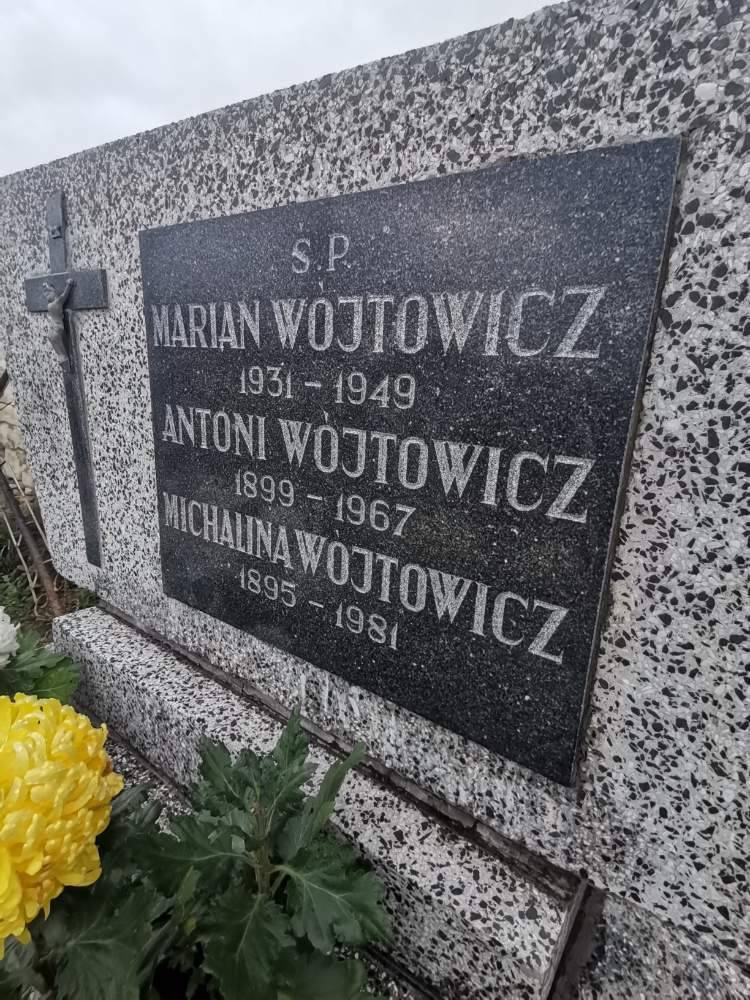 Ś.P.
MARIAN WÓJTOWICZ
1931 – 1949
ANTONI WÓJTOWICZ
1899 – 1967
MICHALINA WÓJTOWICZ
1895 – 1981